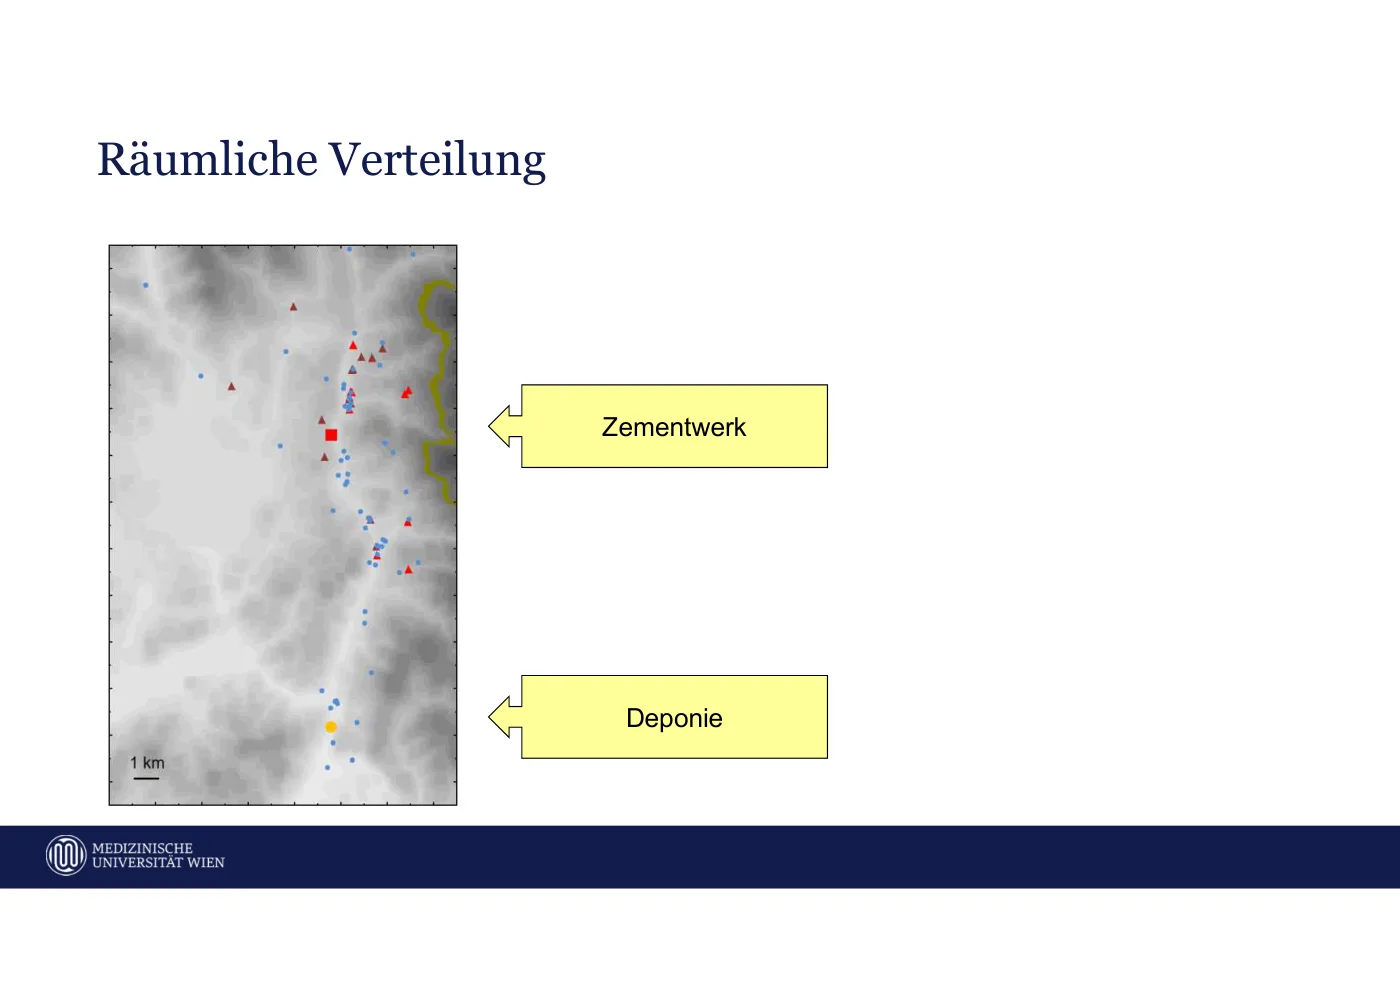 Räumliche Verteilung
Zementwerk
Deponie
1 km
MEDIZINISCHE
UNIVERSITÄT WIEN